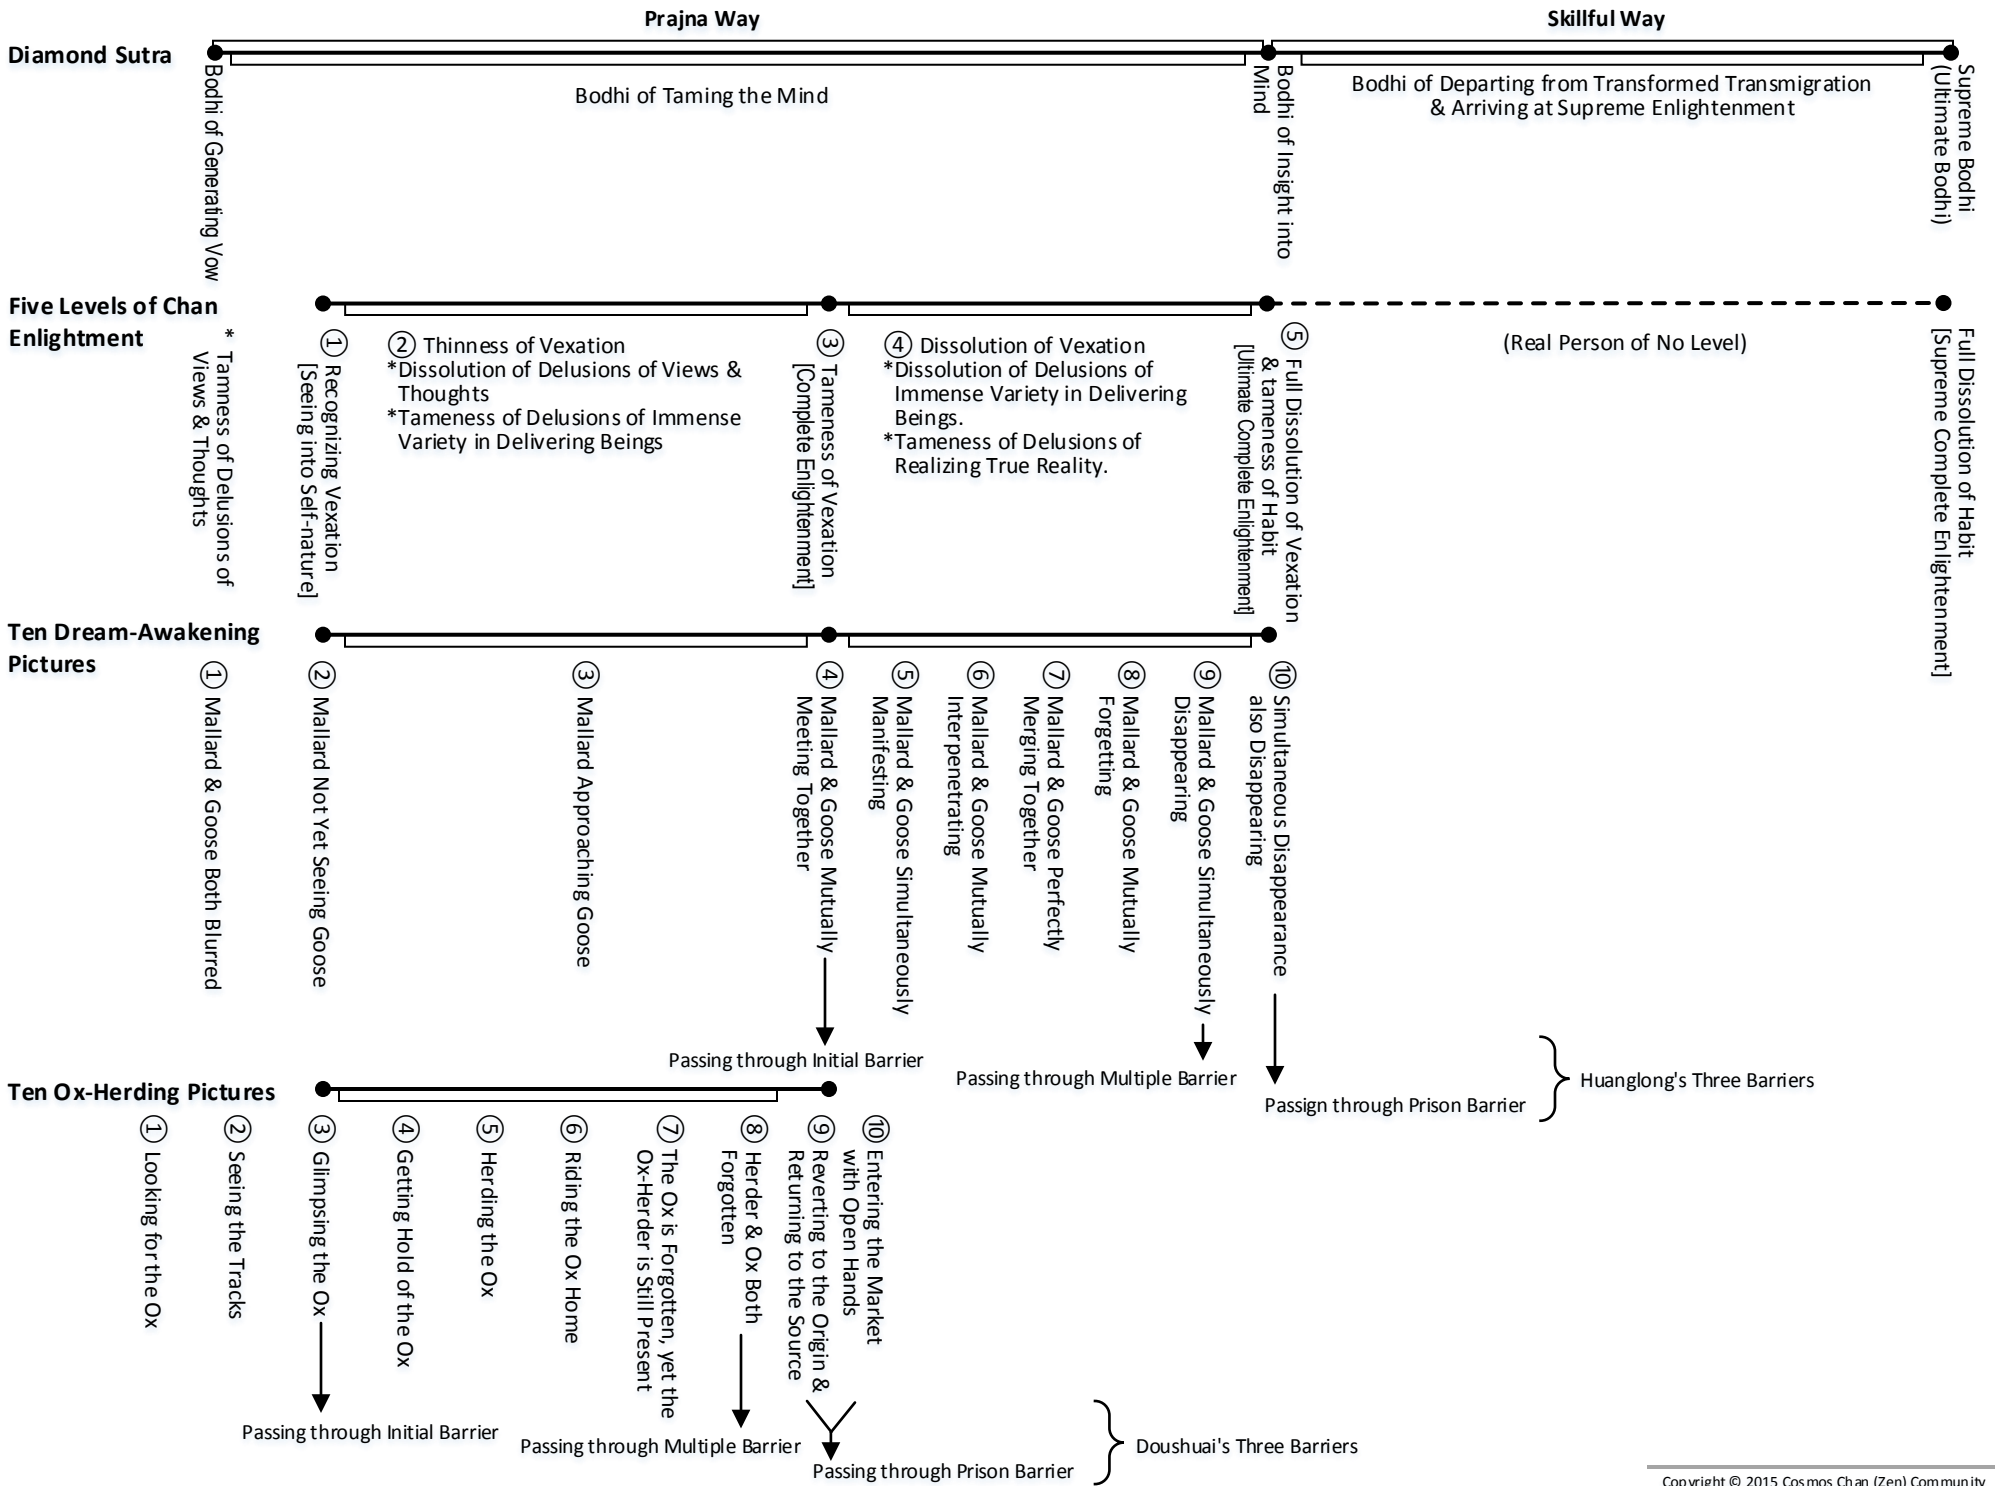 Prajna Way
Skillful Way
Diamond Sutra
Bodhi of Generating Vow
Bodhi of Taming the Mind
Bodhi of Insight into
Mind
Bodhi of Departing from Transformed Transmigration
& Arriving at Supreme Enlightenment
Supreme Bodhi
(Ultimate Bodhi)
Five Levels of Chan
Enlightment
* Tamness of Delusions of
Views & Thoughts
① Recognizing Vexation
[Seeing into Self-nature]
② Thinness of Vexation
*Dissolution of Delusions of Views &
Thoughts
*Tameness of Delusions of Immense
Variety in Delivering Beings
③ Tameness of Vexation
[Complete Enlightenment]
④ Dissolution of Vexation
*Dissolution of Delusions of
Immense Variety in Delivering
Beings.
*Tameness of Delusions of
Realizing True Reality.
⑤ Full Dissolution of Vexation
& tameness of Habit
[Ultimate Complete Enlightenment]
(Real Person of No Level)
Full Dissolution of Habit
[Supreme Complete Enlightenment]
Ten Dream-Awakening
Pictures
① Mallard & Goose Both Blurred
② Mallard Not Yet Seeing Goose
③ Mallard Approaching Goose
④ Mallard & Goose Mutually
Meeting Together
⑤ Mallard & Goose Simultaneously
Manifesting
⑥ Mallard & Goose Mutually
Interpenetrating
⑦ Mallard & Goose Perfectly
Merging Together
⑧ Mallard & Goose Mutually
Forgetting
⑨ Mallard & Goose Simultaneously
Disappearing
⑩ Simultaneous Disappearance
also Disappearing
Passing through Initial Barrier
Passing through Multiple Barrier
Passign through Prison Barrier
Huanglong's Three Barriers
Ten Ox-Herding Pictures
① Looking for the Ox
② Seeing the Tracks
③ Glimpsing the Ox
④ Getting Hold of the Ox
⑤ Herding the Ox
⑥ Riding the Ox Home
⑦ The Ox is Forgotten, yet the
Ox-Herder is Still Present
⑧ Herder & Ox Both
Forgotten
⑨ Reverting to the Origin &
Returning to the Source
⑩ Entering the Market
with Open Hands
Passing through Initial Barrier
Passing through Multiple Barrier
Passing through Prison Barrier
Doushuai's Three Barriers
Copyright © 2015 Cosmos Chan (Zen) Community